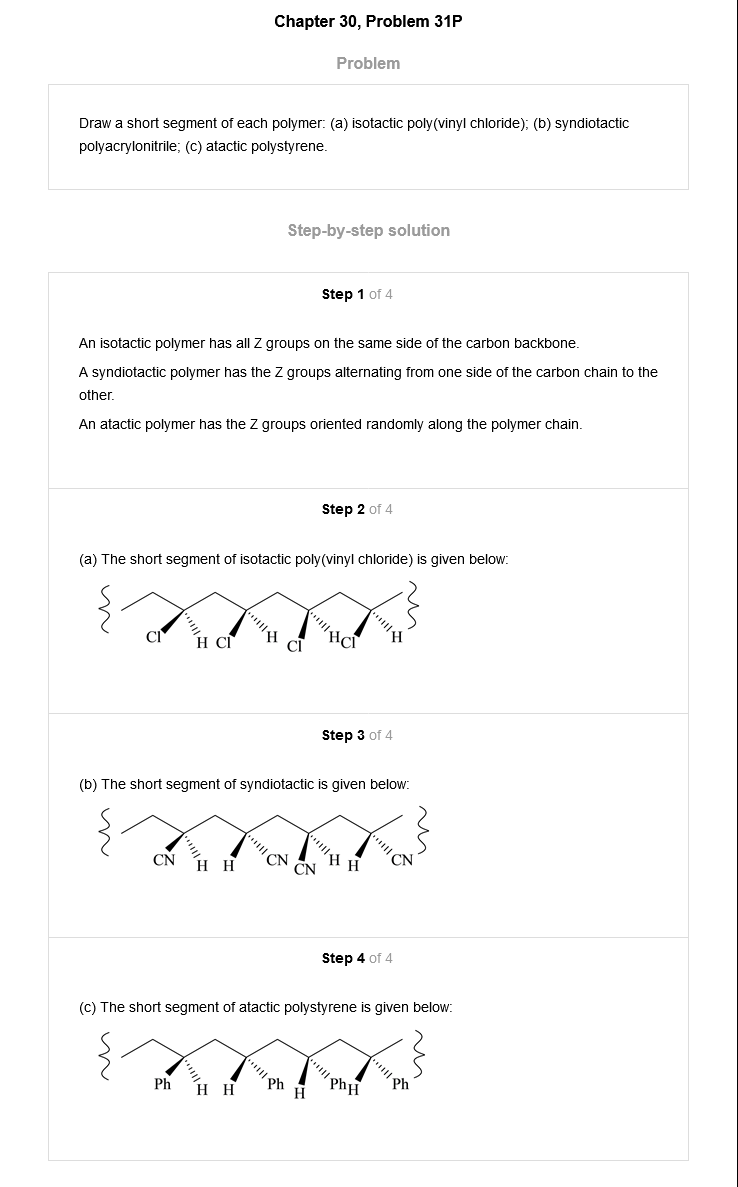 Chapter 30, Problem 31P
Problem
Draw a short segment of each polymer: (a) isotactic poly(vinyl chloride); (b) syndiotactic
polyacrylonitrile; (c) atactic polystyrene.
Step-by-step solution
Step 1 of 4
An isotactic polymer has all Z groups on the same side of the carbon backbone.
A syndiotactic polymer has the Z groups alternating from one side of the carbon chain to the
other.
An atactic polymer has the Z groups oriented randomly along the polymer chain.
Step 2 of 4
(a) The short segment of isotactic poly(vinyl chloride) is given below:
Cl H Cl H Cl H Cl H
Step 3 of 4
(b) The short segment of syndiotactic is given below:
CN H H CN CN H H CN
Step 4 of 4
(c) The short segment of atactic polystyrene is given below:
Ph H H Ph H Ph H Ph